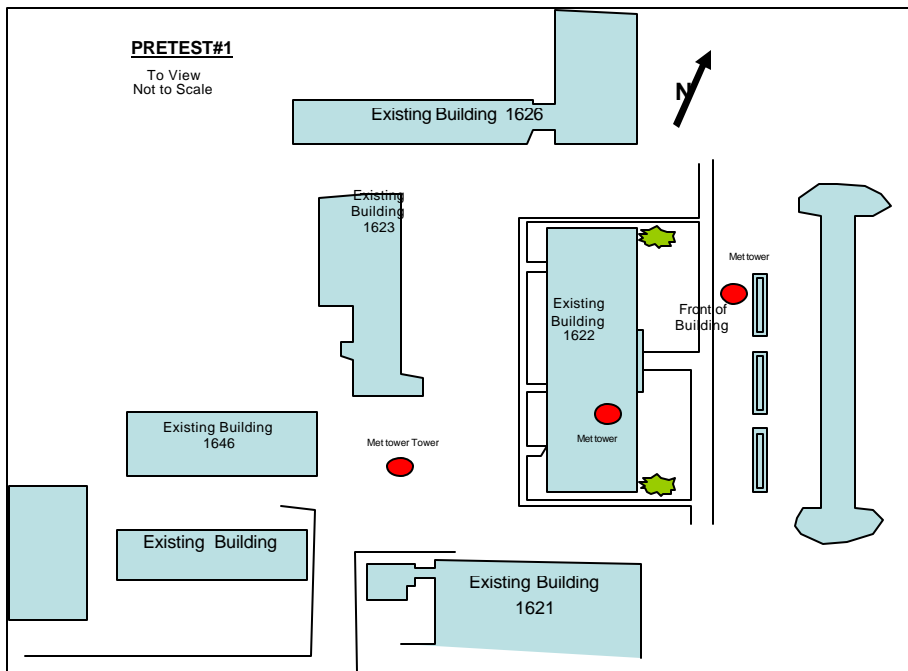 PRETEST#1
To View
Not to Scale
N
Existing Building 1626
Existing
Building
1623
Met tower
Existing
Building
1622
Front of
Building
Existing Building
1646
Met tower Tower
Met tower
Existing Building
Existing Building
1621